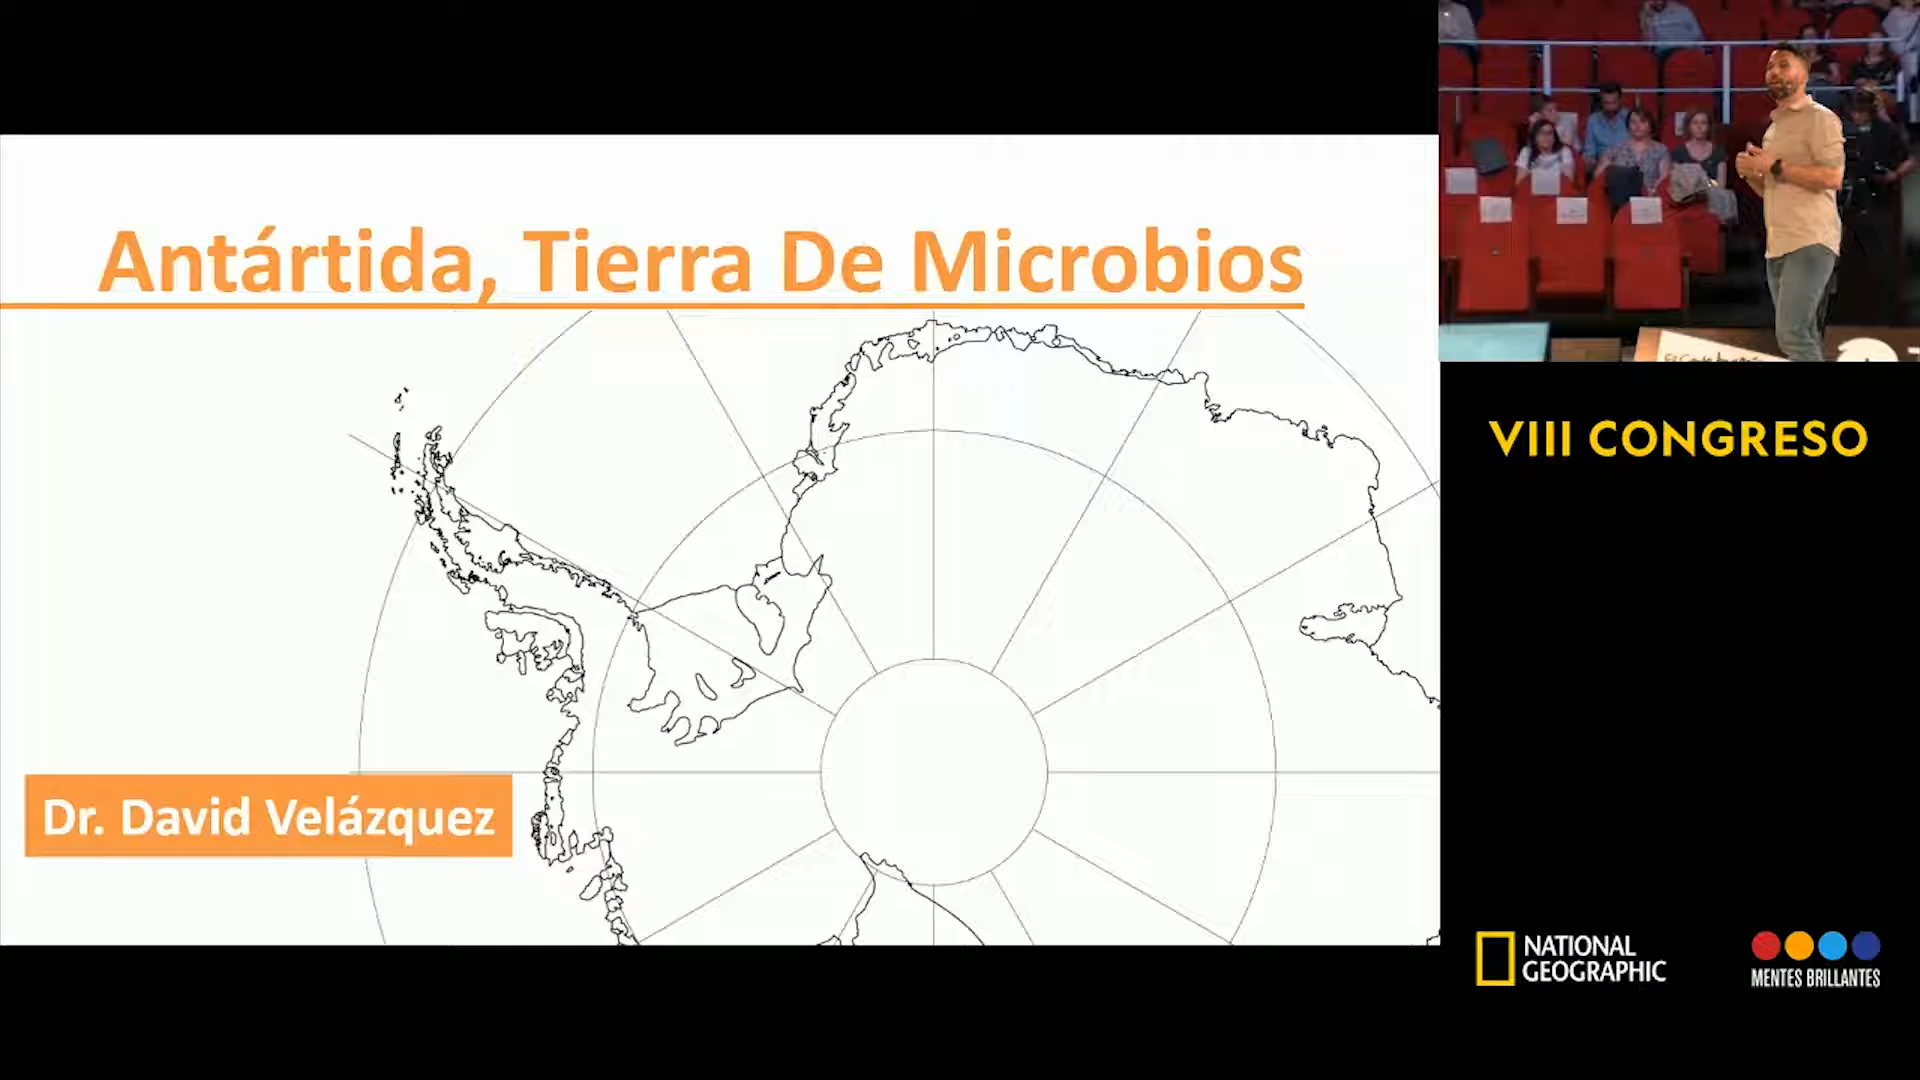 Antártida, Tierra De Microbios
Dr. David Velázquez
VIII CONGRESO
NATIONAL
GEOGRAPHIC
MENTES BRILLANTES